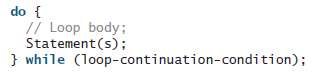 do {
  // Loop body;
  Statement(s);
} while (loop-continuation-condition);